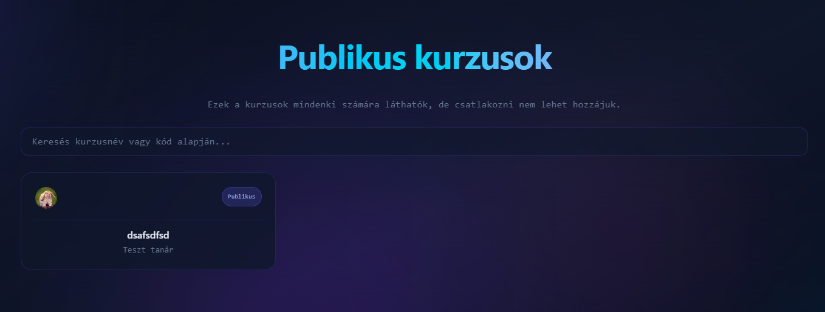 Publikus kurzusok
Ezek a kurzusok mindenki számára láthatók, de csatlakozni nem lehet hozzájuk.
Keresés kurzusnév vagy kód alapján...
Publikus
dsafsdfsd
Teszt tanár